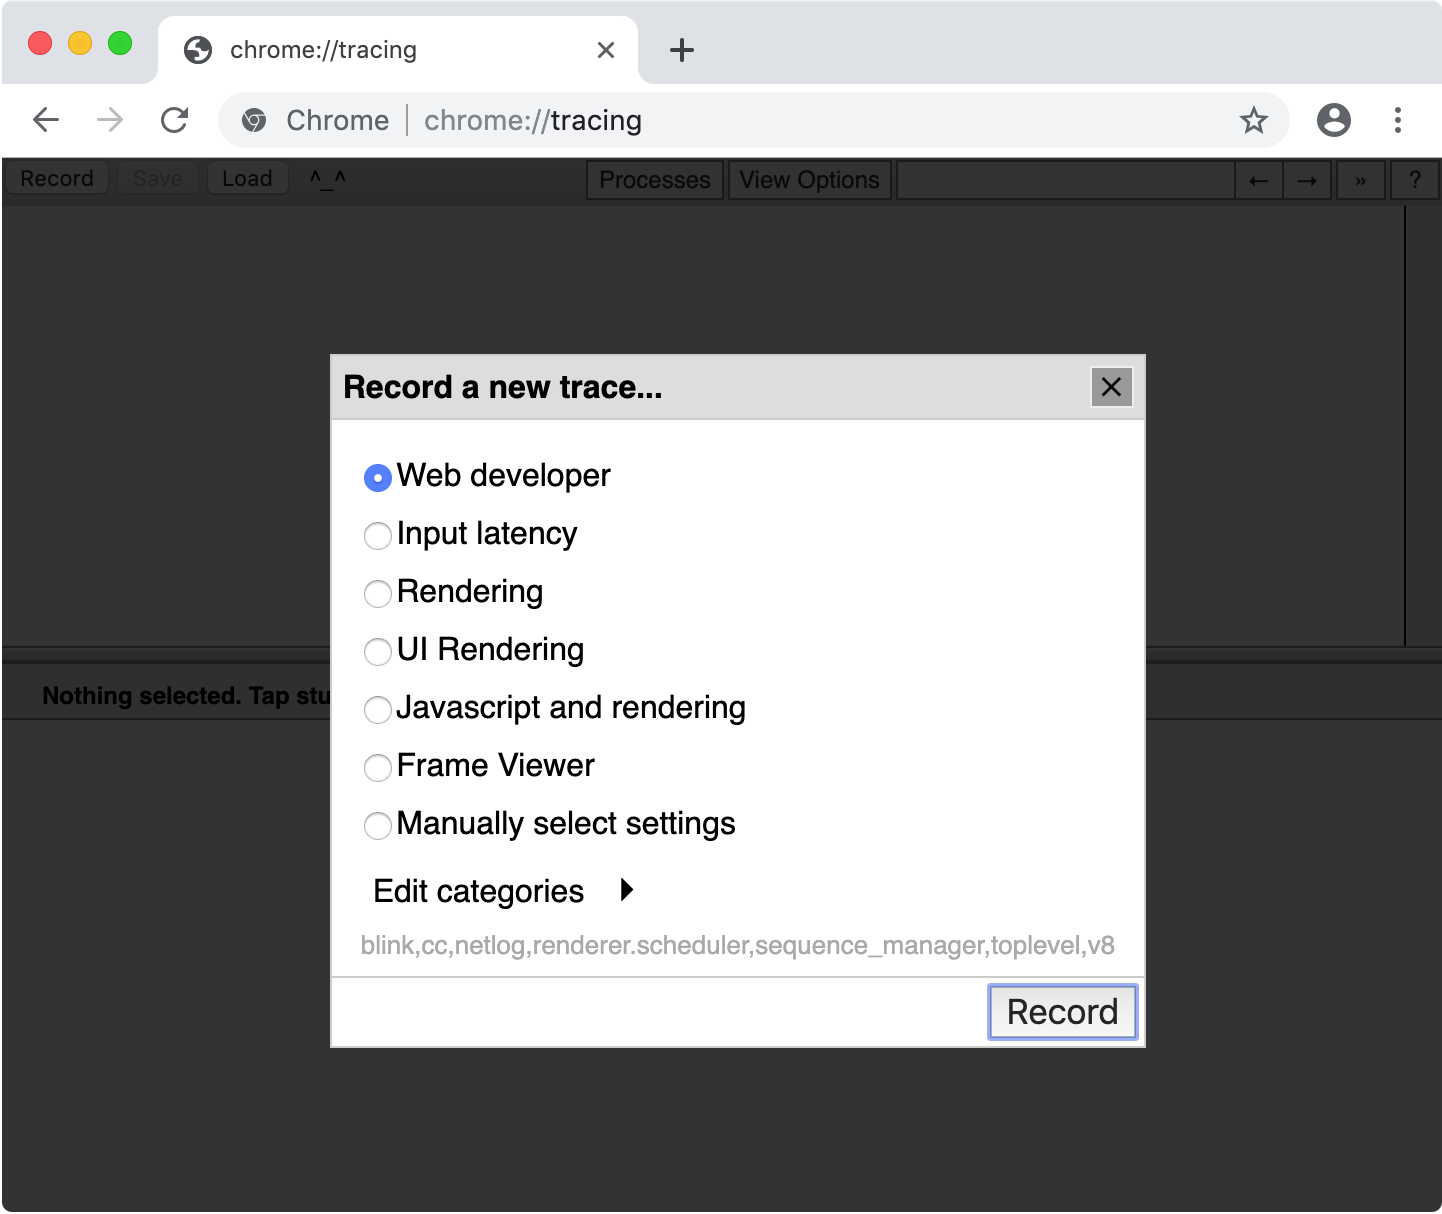 chrome://tracing
Chrome chrome://tracing
Record Save Load ^_^ Processes View Options ← → » ?
Record a new trace...
Web developer
Input latency
Rendering
UI Rendering
Nothing selected. Tap stu
Javascript and rendering
Frame Viewer
Manually select settings
Edit categories
blink,cc,netlog,renderer.scheduler,sequence_manager,toplevel,v8
Record